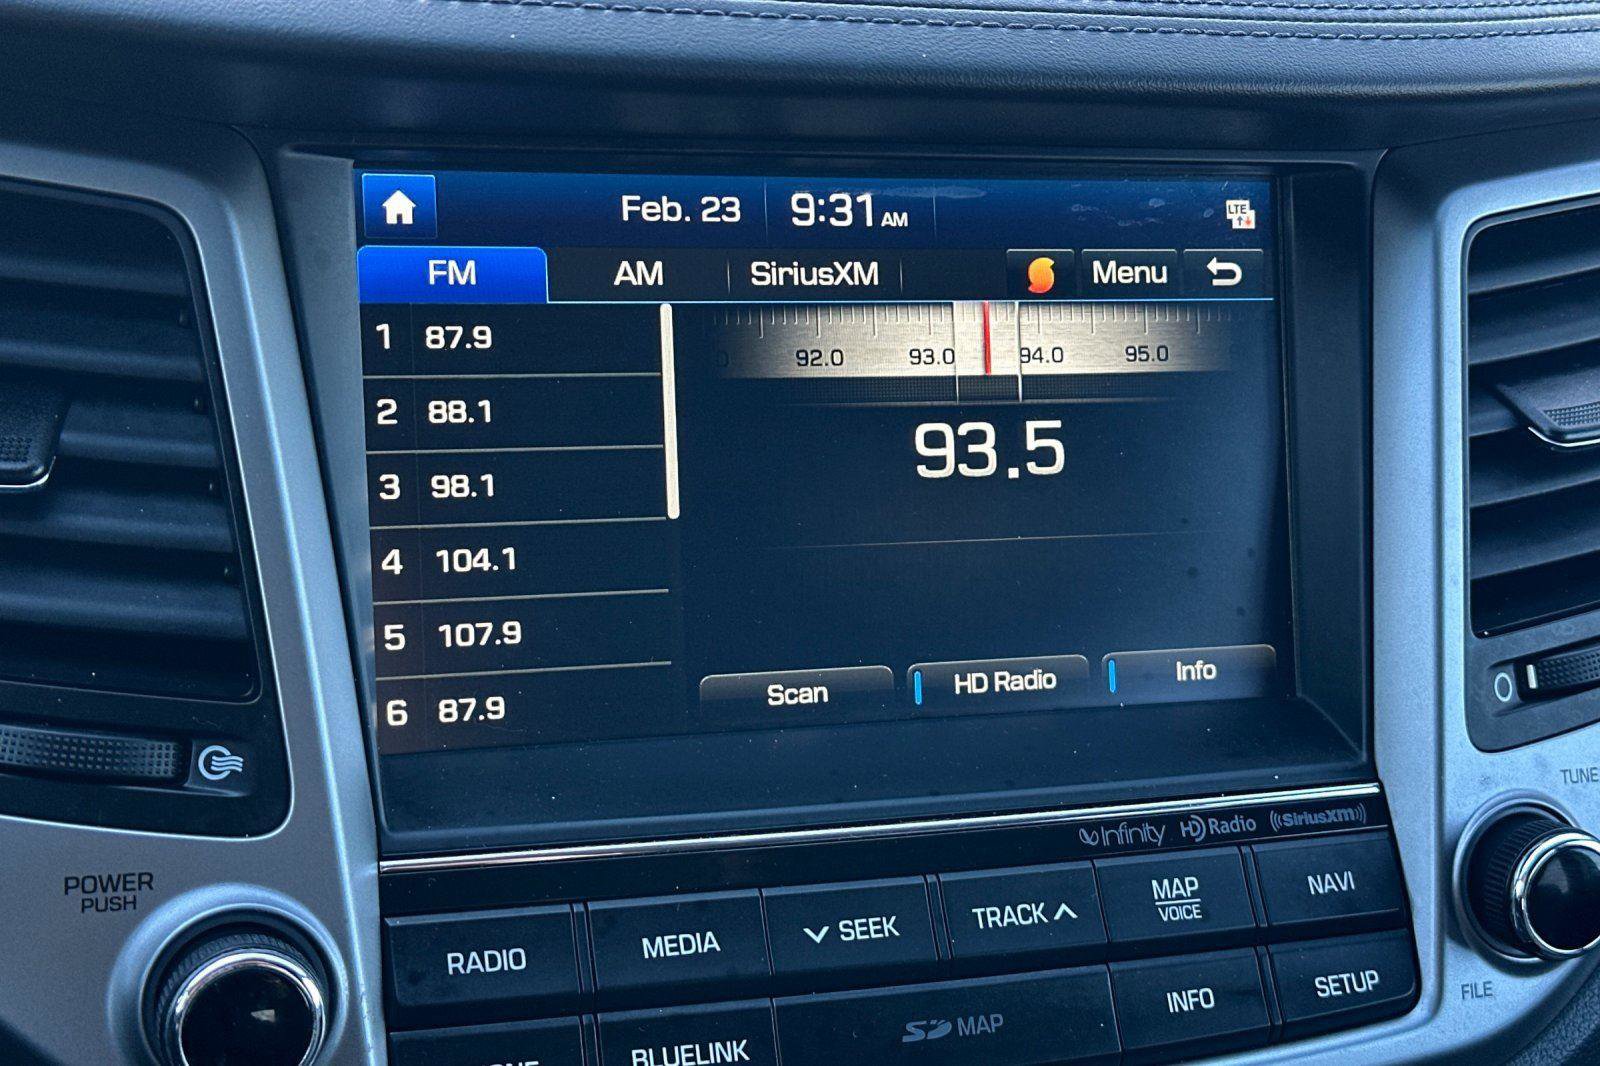 Feb. 23 9:31 AM LTE
FM AM SiriusXM Menu
1 87.9
2 88.1
3 98.1
4 104.1
5 107.9
6 87.9
92.0 93.0 94.0 95.0
93.5
Scan HD Radio Info
Infinity HD Radio ((SiriusXM))
POWER
PUSH
RADIO MEDIA SEEK TRACK MAP
VOICE
NAVI
BLUELINK SD MAP INFO SETUP
TUNE
FILE